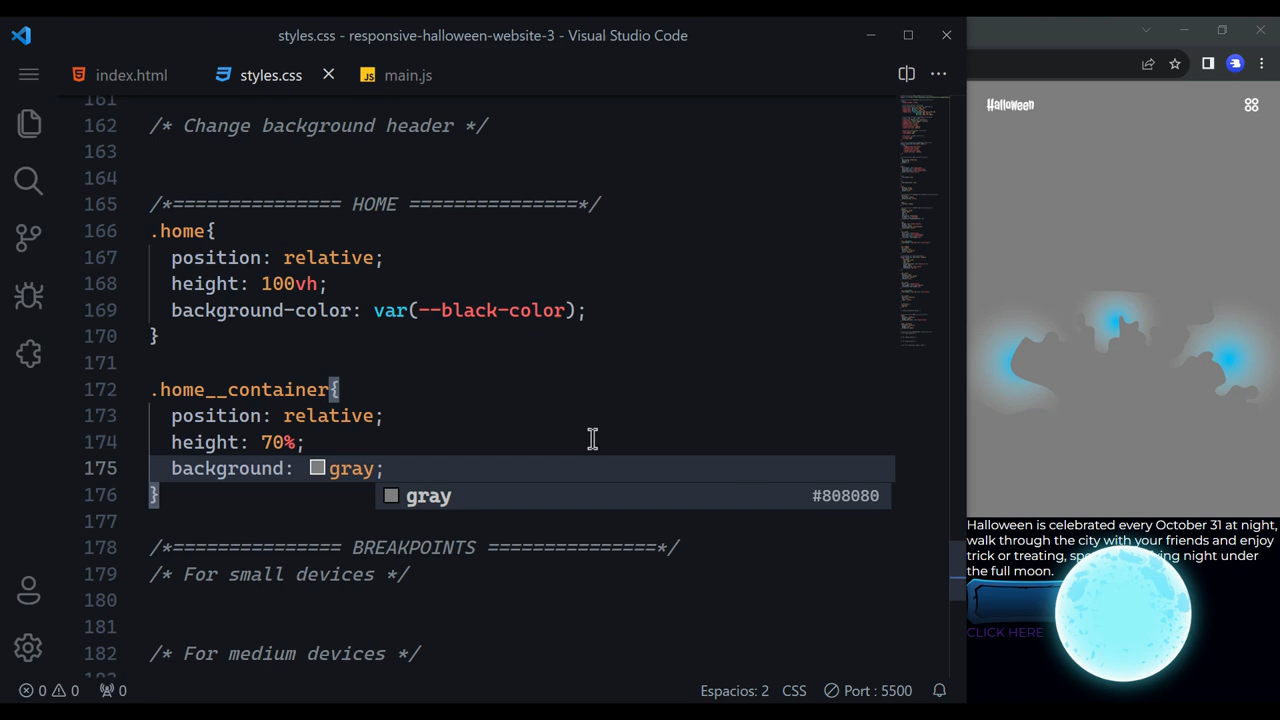 styles.css - responsive-halloween-website-3 - Visual Studio Code
index.html
styles.css
main.js
161
162 /* Change background header */
163
164
165 /*=============== HOME ===============*/
166 .home{
167 position: relative;
168 height: 100vh;
169 background-color: var(--black-color);
170 }
171
172 .home__container{
173 position: relative;
174 height: 70%;
175 background: gray;
gray #808080
176 }
177
178 /*=============== BREAKPOINTS ===============*/
179 /* For small devices */
180
181
182 /* For medium devices */
0 0 0
Espacios: 2 CSS Port : 5500
Halloween
Halloween is celebrated every October 31 at night,
walk through the city with your friends and enjoy
trick or treating, night under
the full moon.
CLICK HERE